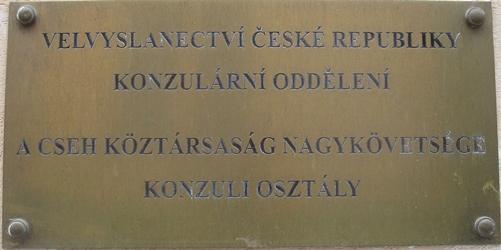 VELVYSLANECTVÍ ČESKÉ REPUBLIKY
KONZULÁRNÍ ODDĚLENÍ
A CSEH KÖZTÁRSASÁG NAGYKÖVETSÉGE
KONZULI OSZTÁLY